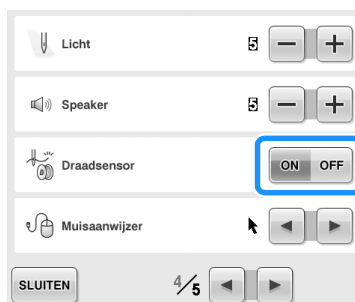 Licht 5 − +
Speaker 5 − +
Draadsensor ON OFF
Muisaanwijzer
SLUITEN 4/5